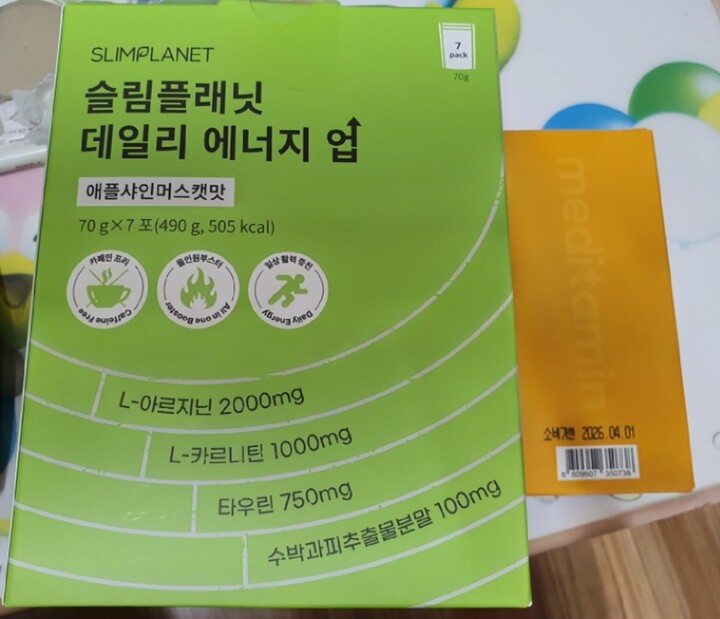 SLIMPLANET
7
pack
70g
슬림플래닛
데일리 에너지 업
애플샤인머스캣맛
70 g×7 포(490 g, 505 kcal)
카페인 프리
Caffeine Free
올인원부스터
All in one Booster
일상 활력 증진
Daily Energy
L-아르지닌 2000mg
L-카르니틴 1000mg
타우린 750mg
수박과피추출물분말 100mg
meditamin
소비기한 2026.04.01
8 809607 350738